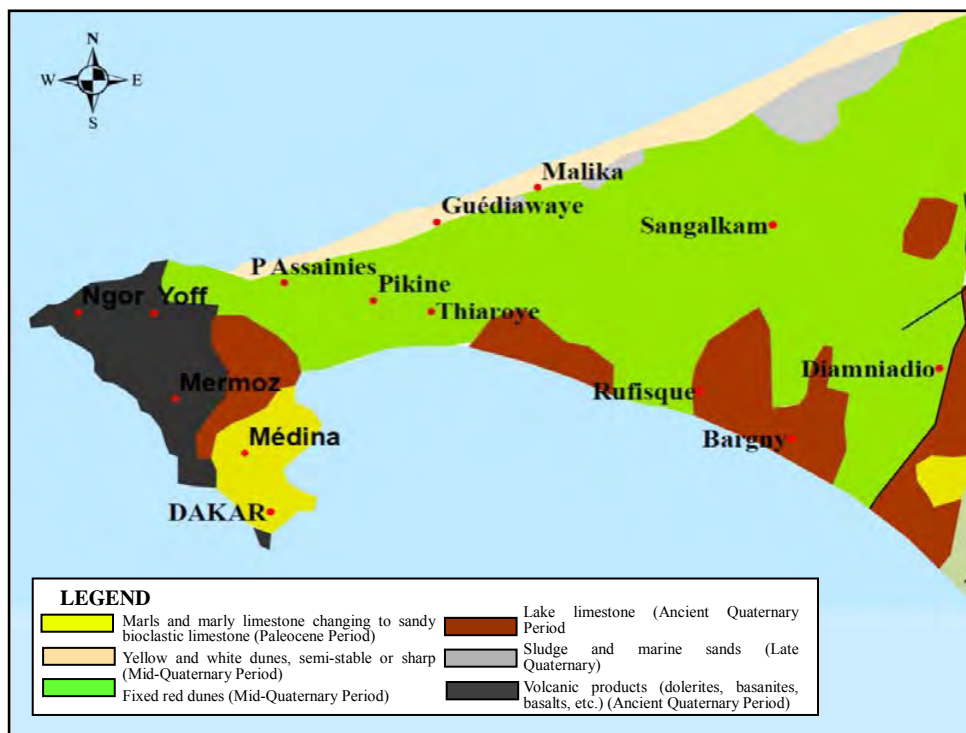 N
W E
S
Malika
Guédiawaye
Sangalkam
P Assainies
Pikine
Ngor Yoff
Thiaroye
Diamniadio
Mermoz
Rufisque
Médina
Bargny
DAKAR
LEGEND
Marls and marly limestone changing to sandy
bioclastic limestone (Paleocene Period)
Yellow and white dunes, semi-stable or sharp
(Mid-Quaternary Period)
Fixed red dunes (Mid-Quaternary Period)
Lake limestone (Ancient Quaternary
Period
Sludge and marine sands (Late
Quaternary)
Volcanic products (dolerites, basanites,
basalts, etc.) (Ancient Quaternary Period)